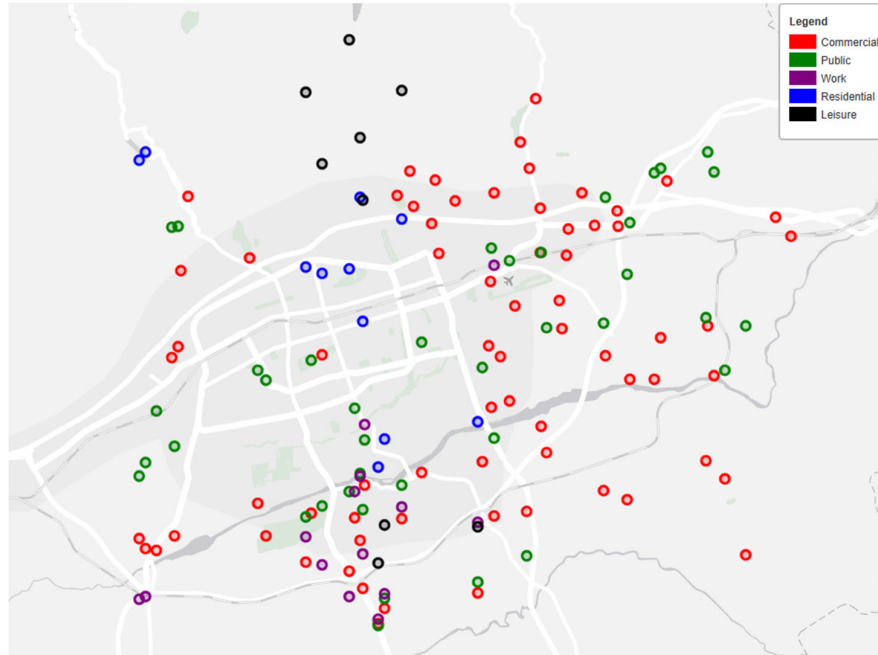 Legend
Commercial
Public
Work
Residential
Leisure